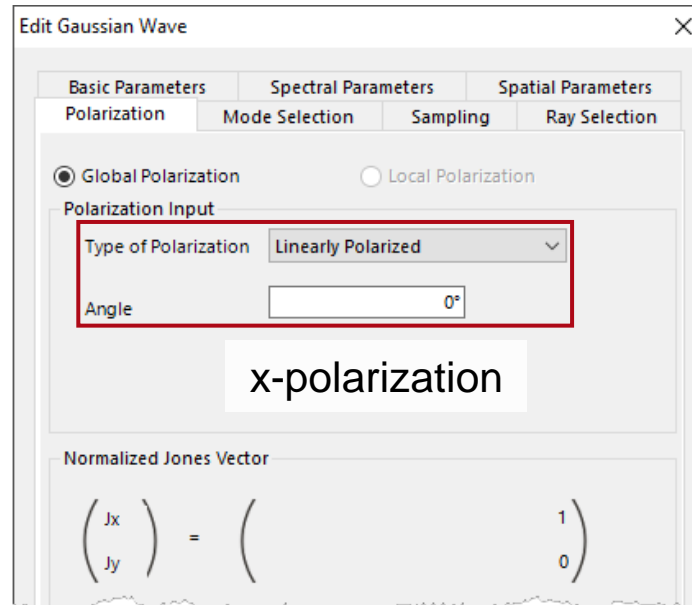 Edit Gaussian Wave
Basic Parameters Spectral Parameters Spatial Parameters
Polarization Mode Selection Sampling Ray Selection
Global Polarization Local Polarization
Polarization Input
Type of Polarization Linearly Polarized
Angle 0°
x-polarization
Normalized Jones Vector
Jx 1
=
Jy 0